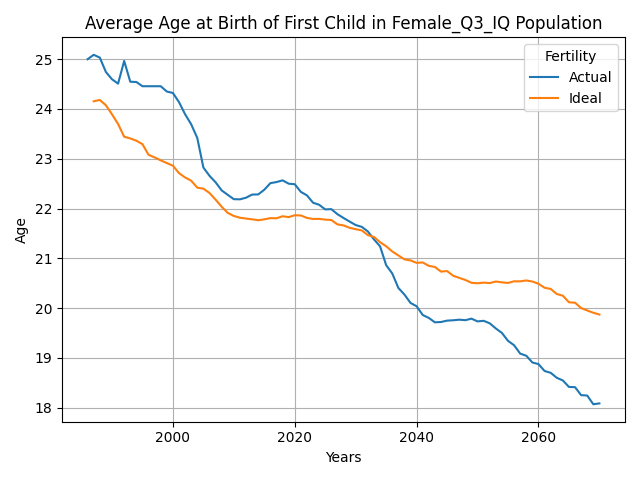 Average Age at Birth of First Child in Female_Q3_IQ Population
Fertility
Actual
Ideal
Age
25
24
23
22
21
20
19
18
2000
2020
2040
2060
Years